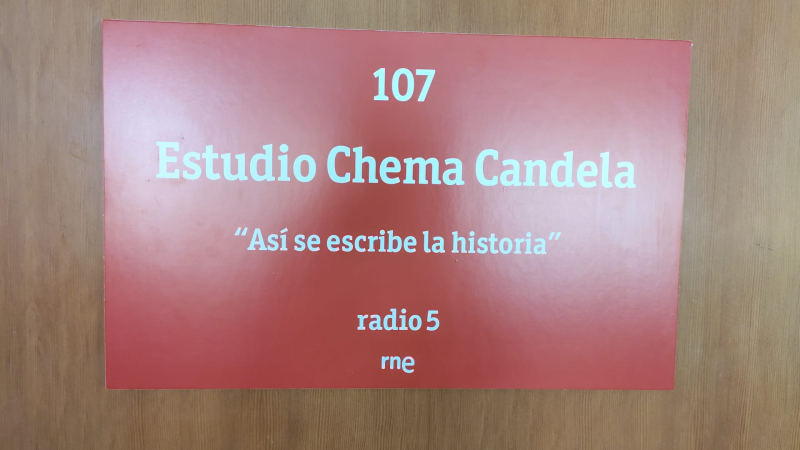 107
Estudio Chema Candela
“Así se escribe la historia”
radio 5
rne